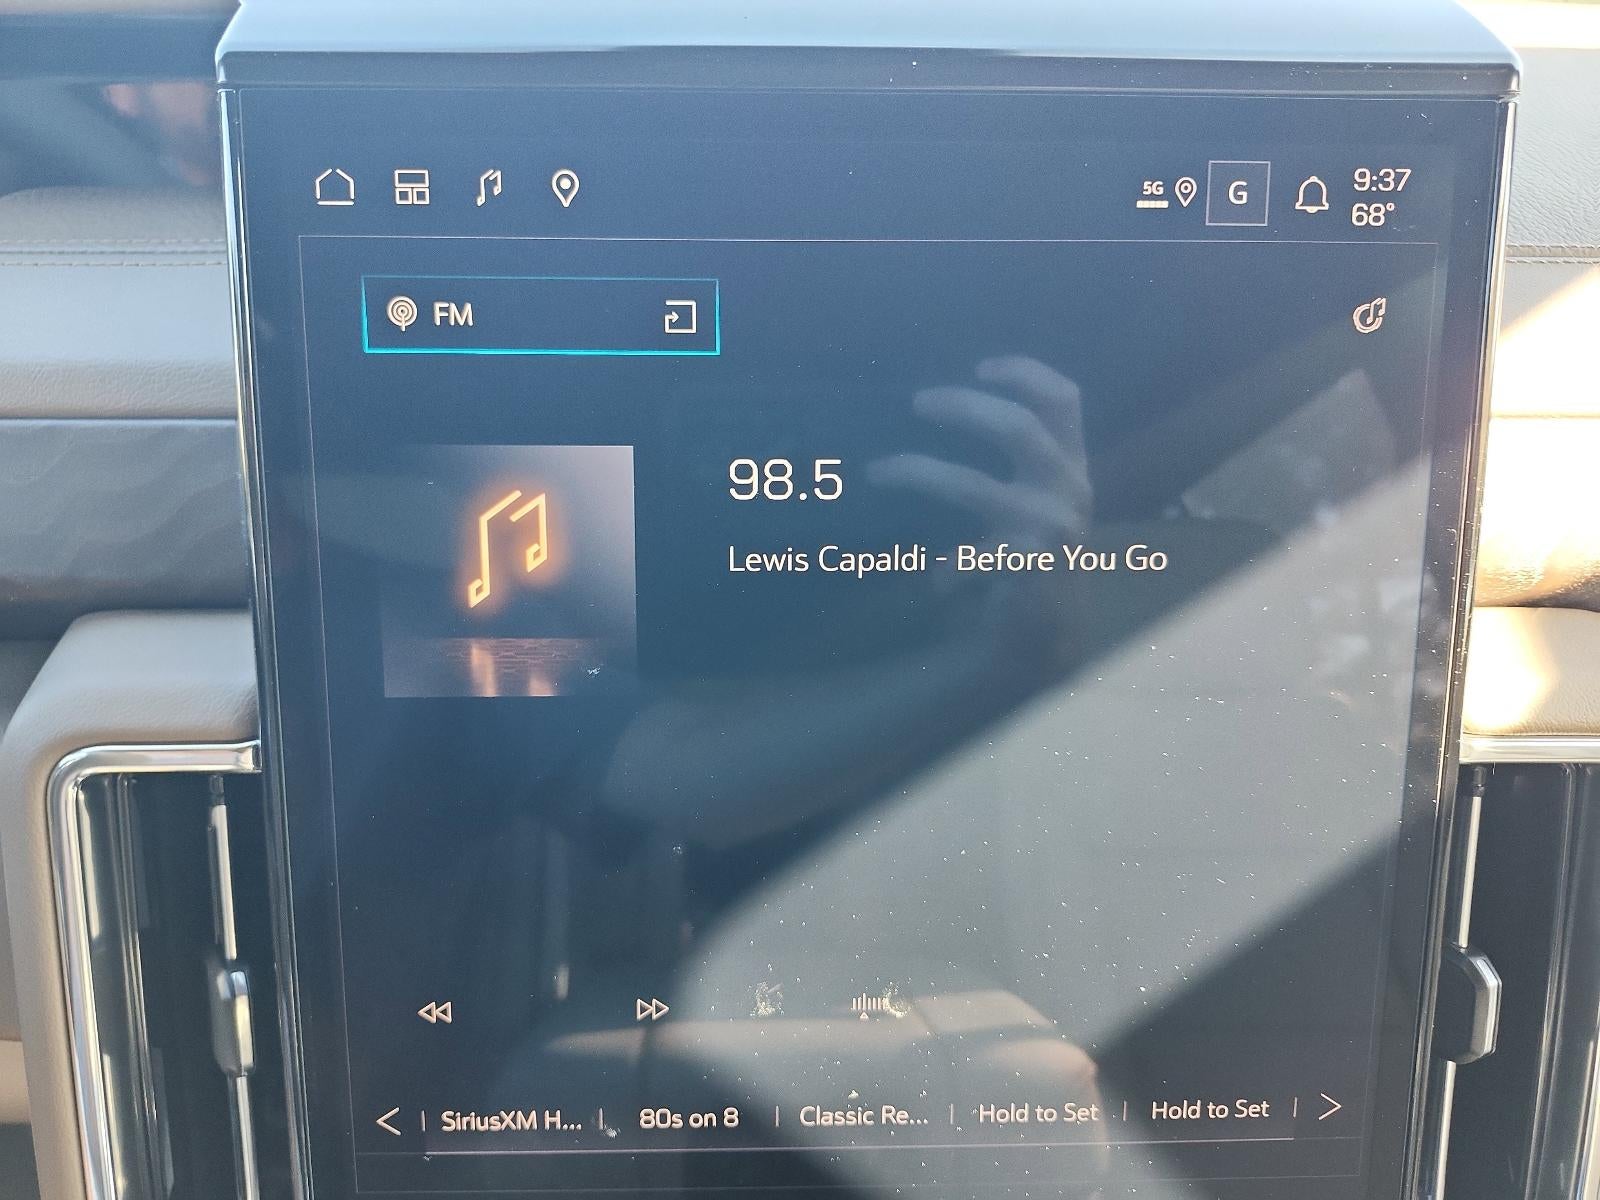 5G
G
9:37
68°
FM
98.5
Lewis Capaldi - Before You Go
SiriusXM H... | 80s on 8 | Classic Re... | Hold to Set | Hold to Set